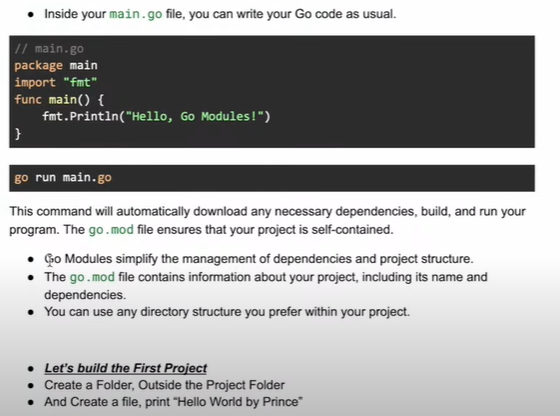 • Inside your main.go file, you can write your Go code as usual.
// main.go
package main
import "fmt"
func main() {
    fmt.Println("Hello, Go Modules!")
}
go run main.go
This command will automatically download any necessary dependencies, build, and run your
program. The go.mod file ensures that your project is self-contained.
• Go Modules simplify the management of dependencies and project structure.
• The go.mod file contains information about your project, including its name and
dependencies.
• You can use any directory structure you prefer within your project.
• Let's build the First Project
• Create a Folder, Outside the Project Folder
• And Create a file, print “Hello World by Prince”